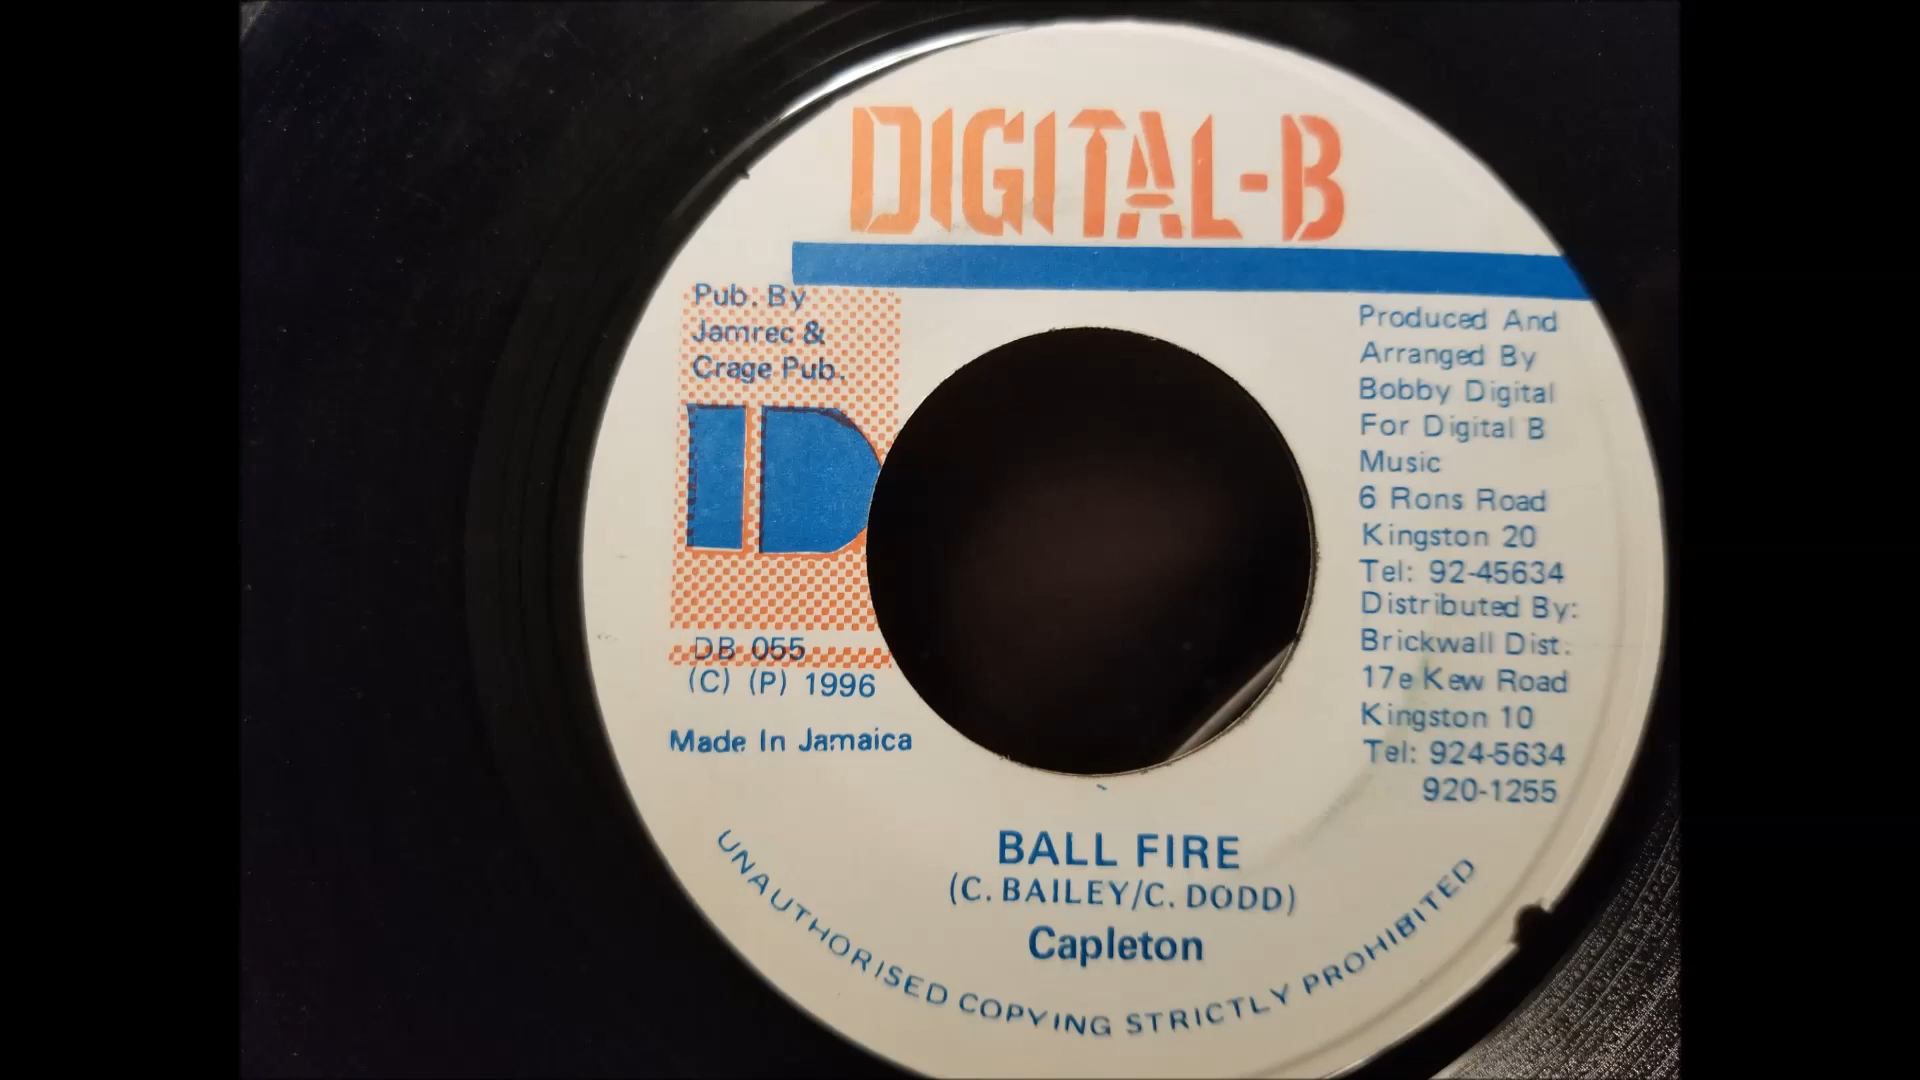 DIGITAL-B
Pub. By
Jamrec &
Crage Pub.
D
DB 055
(C) (P) 1996
Made In Jamaica
Produced And
Arranged By
Bobby Digital
For Digital B
Music
6 Rons Road
Kingston 20
Tel: 92-45634
Distributed By:
Brickwall Dist:
17e Kew Road
Kingston 10
Tel: 924-5634
920-1255
BALL FIRE
(C. BAILEY/C. DODD)
Capleton
UNAUTHORISED COPYING STRICTLY PROHIBITED